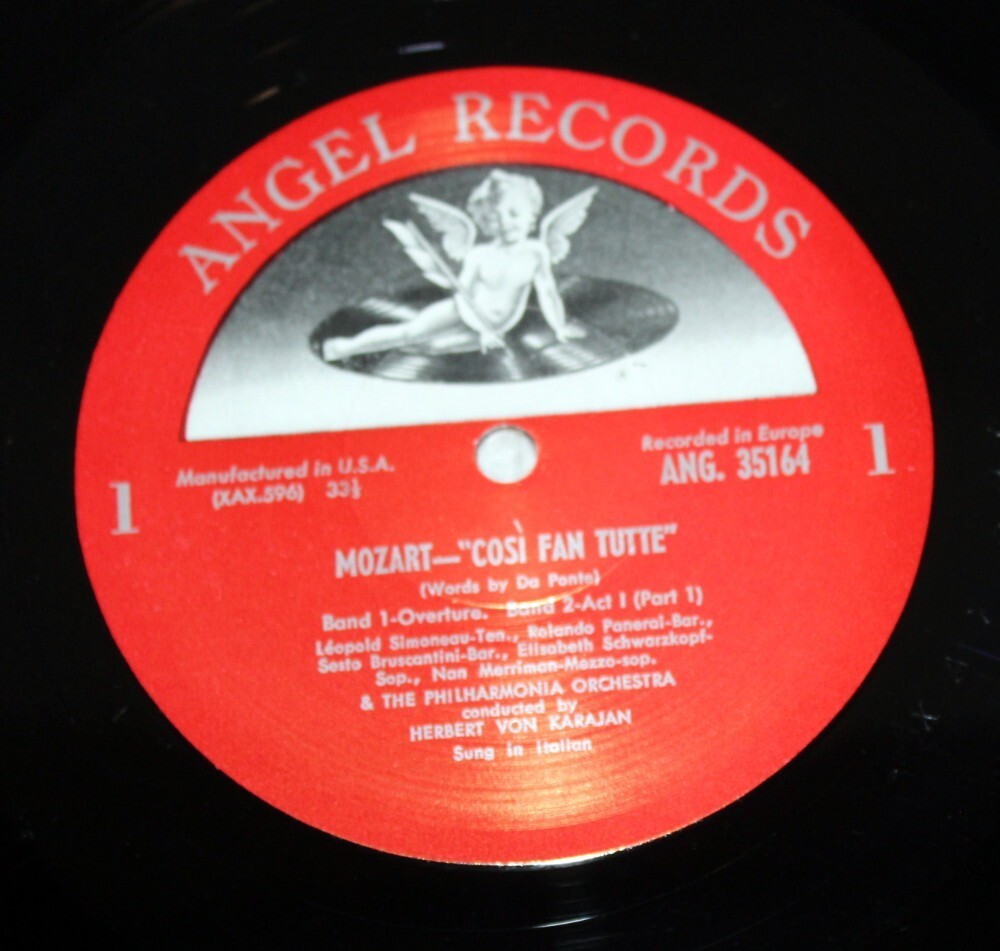 ANGEL RECORDS
1
Manufactured in U.S.A.
(XAX.596) 33⅓
Recorded in Europe
ANG. 35164
1
MOZART—"COSÌ FAN TUTTE"
(Words by Da Ponte)
Band 1-Overture. Band 2-Act I (Part 1)
Léopold Simoneau-Ten., Rolando Panerai-Bar.,
Sesto Bruscantini-Bar., Elisabeth Schwarzkopf-
Sop., Nan Merriman-Mezzo-sop.
& THE PHILHARMONIA ORCHESTRA
conducted by
HERBERT VON KARAJAN
Sung in Italian